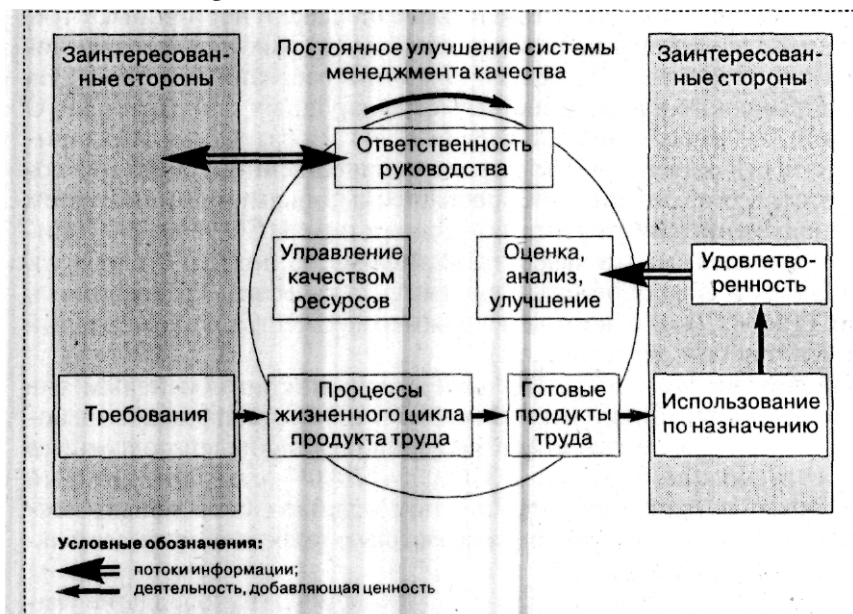 Заинтересован-
ные стороны
Постоянное улучшение системы
менеджмента качества
Заинтересован-
ные стороны
Ответственность
руководства
Управление
качеством
ресурсов
Оценка,
анализ,
улучшение
Удовлетво-
ренность
Требования
Процессы
жизненного цикла
продукта труда
Готовые
продукты
труда
Использование
по назначению
Условные обозначения:
потоки информации;
деятельность, добавляющая ценность